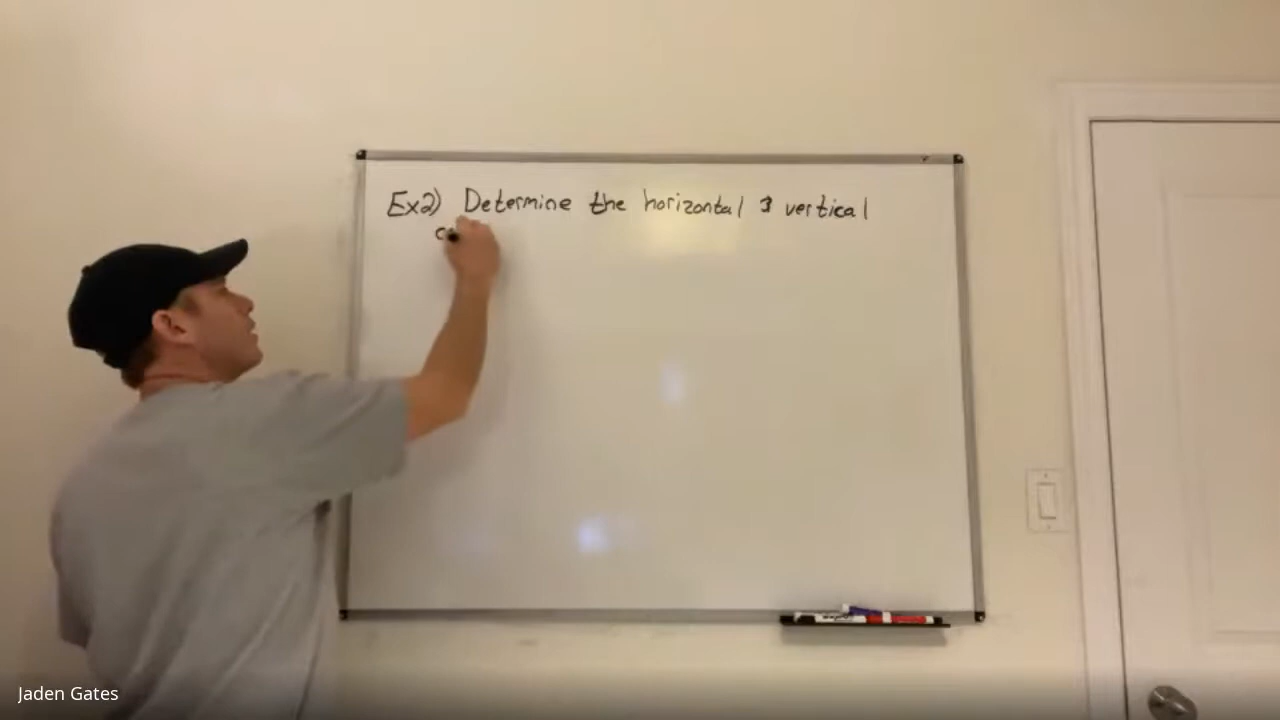 Ex2) Determine the horizontal & vertical
Jaden Gates